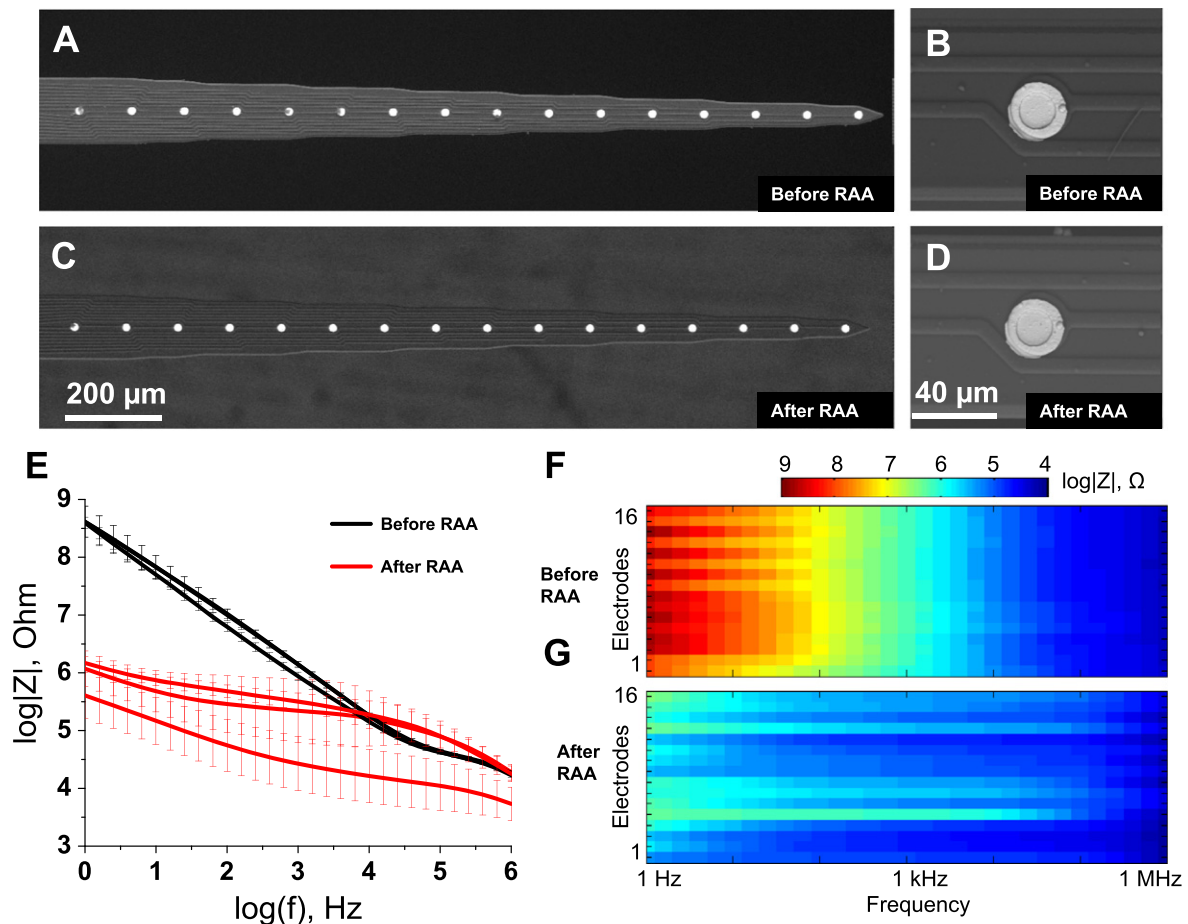 A
Before RAA
B
Before RAA
C
200 µm
After RAA
D
40 µm
After RAA
E
9
8
7
6
5
4
3
0
1
2
3
4
5
6
log|Z|, Ohm
log(f), Hz
Before RAA
After RAA
F
9 8 7 6 5 4
log|Z|, Ω
Before
RAA
16
Electrodes
1
G
After
RAA
16
Electrodes
1
1 Hz 1 kHz 1 MHz
Frequency